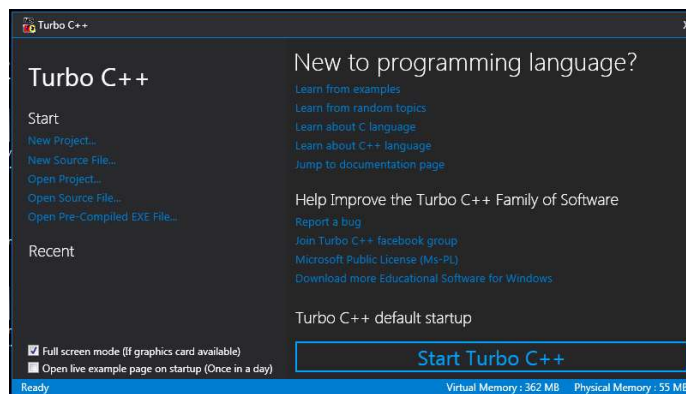 Turbo C++
Turbo C++
Start
New Project...
New Source File...
Open Project...
Open Source File...
Open Pre-Compiled EXE File...
Recent
Full screen mode (If graphics card available)
Open live example page on startup (Once in a day)
New to programming language?
Learn from examples
Learn from random topics
Learn about C language
Learn about C++ language
Jump to documentation page
Help Improve the Turbo C++ Family of Software
Report a bug
Join Turbo C++ facebook group
Microsoft Public License (Ms-PL)
Download more Educational Software for Windows
Turbo C++ default startup
Start Turbo C++
Ready
Virtual Memory : 362 MB
Physical Memory : 55 MB